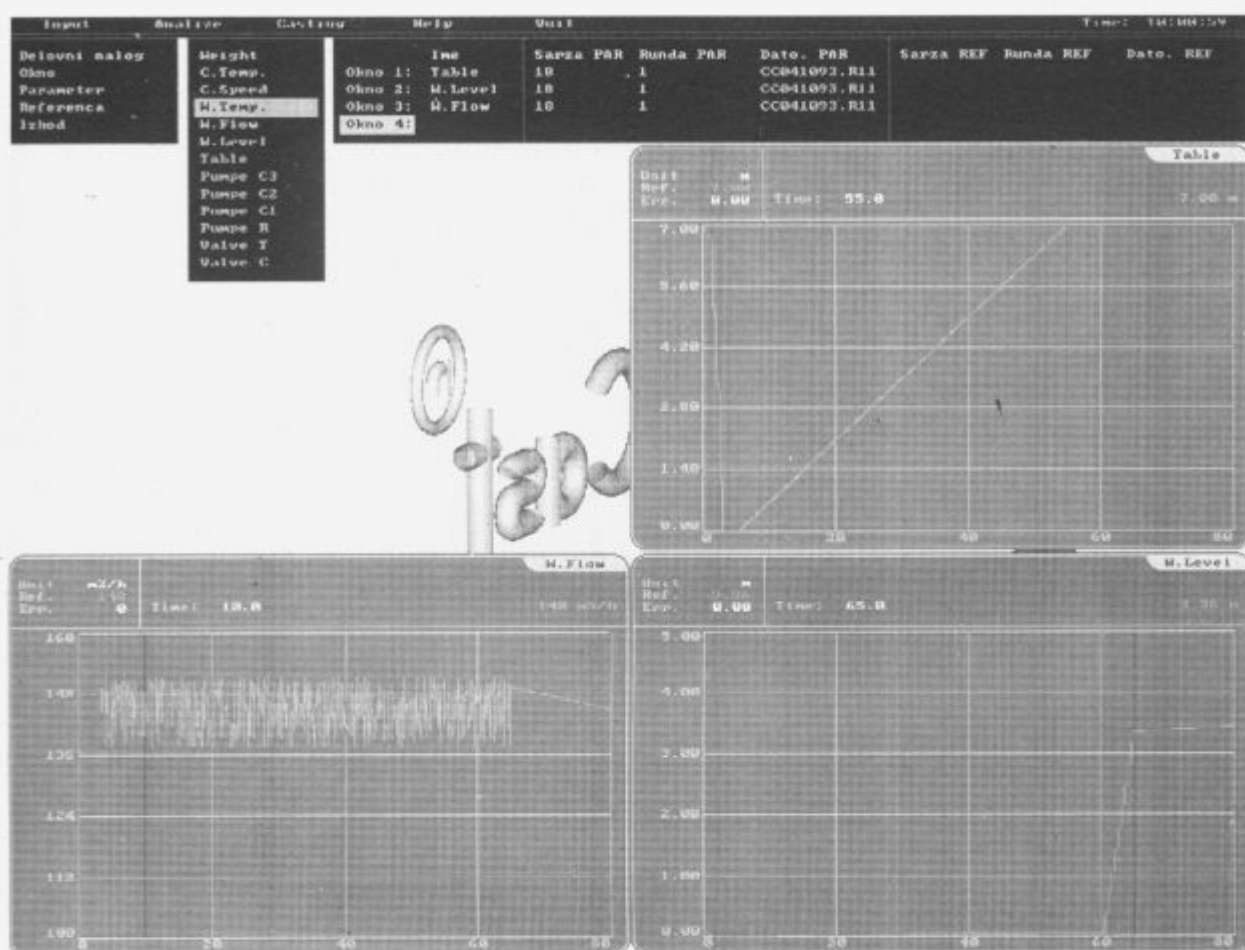 Input Analize Casting Help Quit Time:
Delovni nalog
Okno
Parameter
Referenca
Izhod
Weight
C.Temp.
C.Speed
W.Temp.
W.Flow
W.Level
Table
Pumpe C3
Pumpe C2
Pumpe C1
Pumpe R
Valve T
Valve C
Ime Sarza PAR Runda PAR Dato. PAR Sarza REF Runda REF Dato. REF
Okno 1: Table 18 1 CC041093.R11
Okno 2: W.Level 18 1 CC041093.R11
Okno 3: W.Flow 18 1 CC041093.R11
Okno 4:
Table
Unit m
Ref.
Err. 0.00 Time: 55.0 7.00 m
7.00
5.60
4.20
2.80
1.40
0.00
0 20 40 60 80
W.Flow
Unit m3/h
Ref.
Err. 0 Time: 10.0 140 m3/h
160
148
136
124
112
100
0 20 40 60 80
W.Level
Unit m
Ref.
Err. 0.00 Time: 65.0
5.00
4.00
3.00
2.00
1.00
0.00
0 20 40 60 80